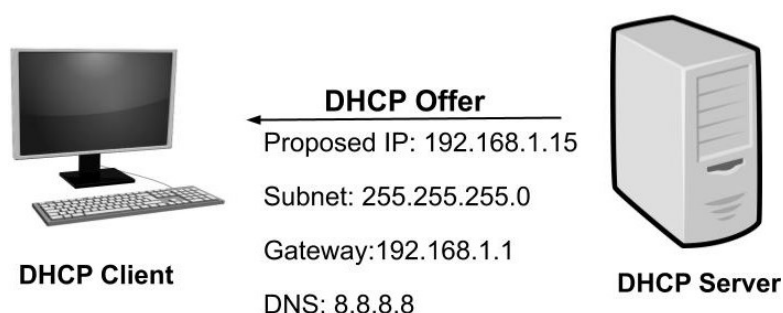 DHCP Offer
Proposed IP: 192.168.1.15
Subnet: 255.255.255.0
Gateway:192.168.1.1
DNS: 8.8.8.8
DHCP Client
DHCP Server